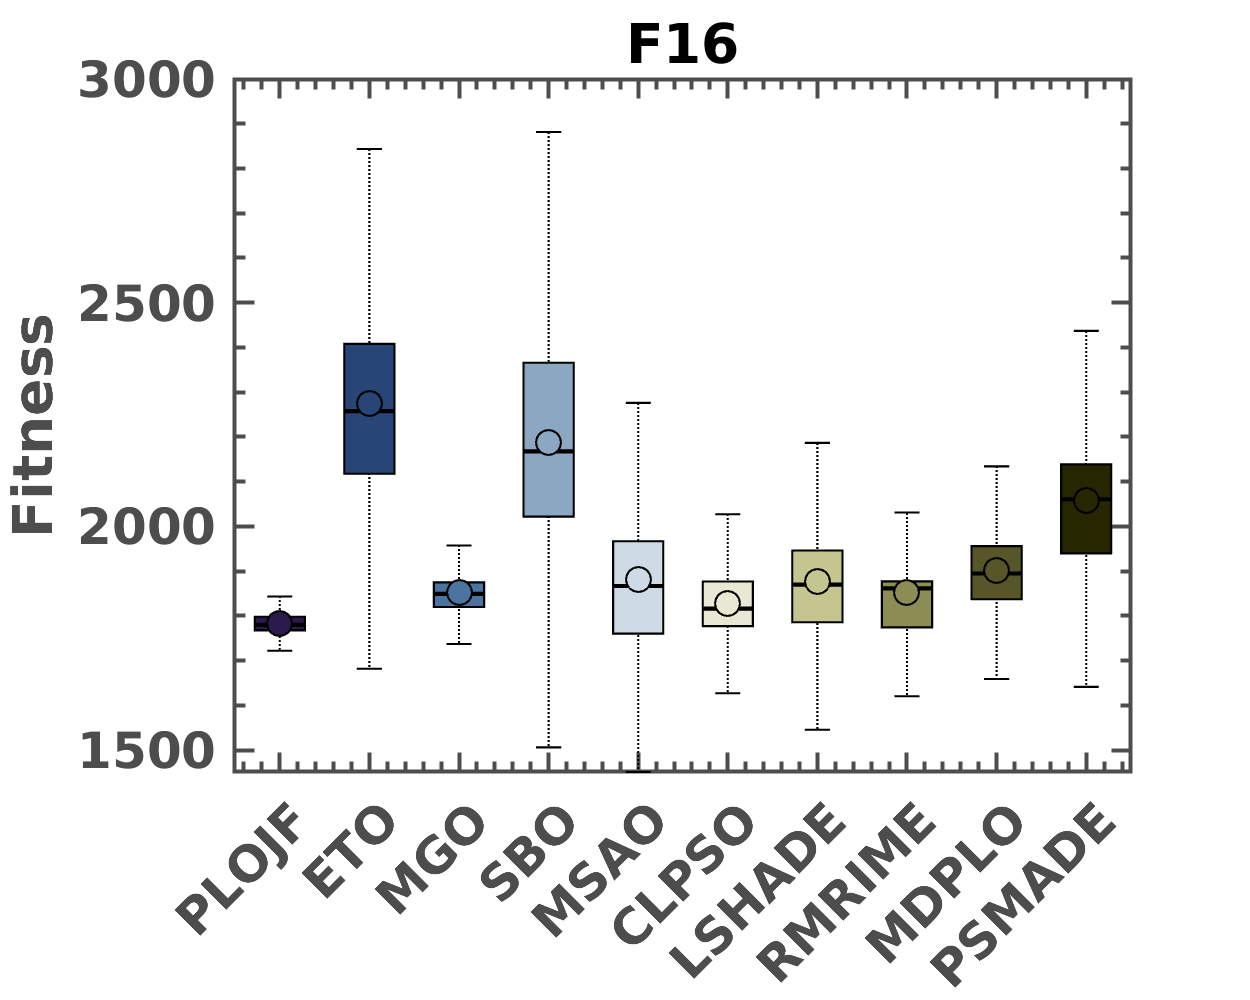 F16
3000
2500
2000
1500
Fitness
PLOJF
ETO
MGO
SBO
MSAO
CLPSO
LSHADE
RMRIME
MDPLO
PSMADE